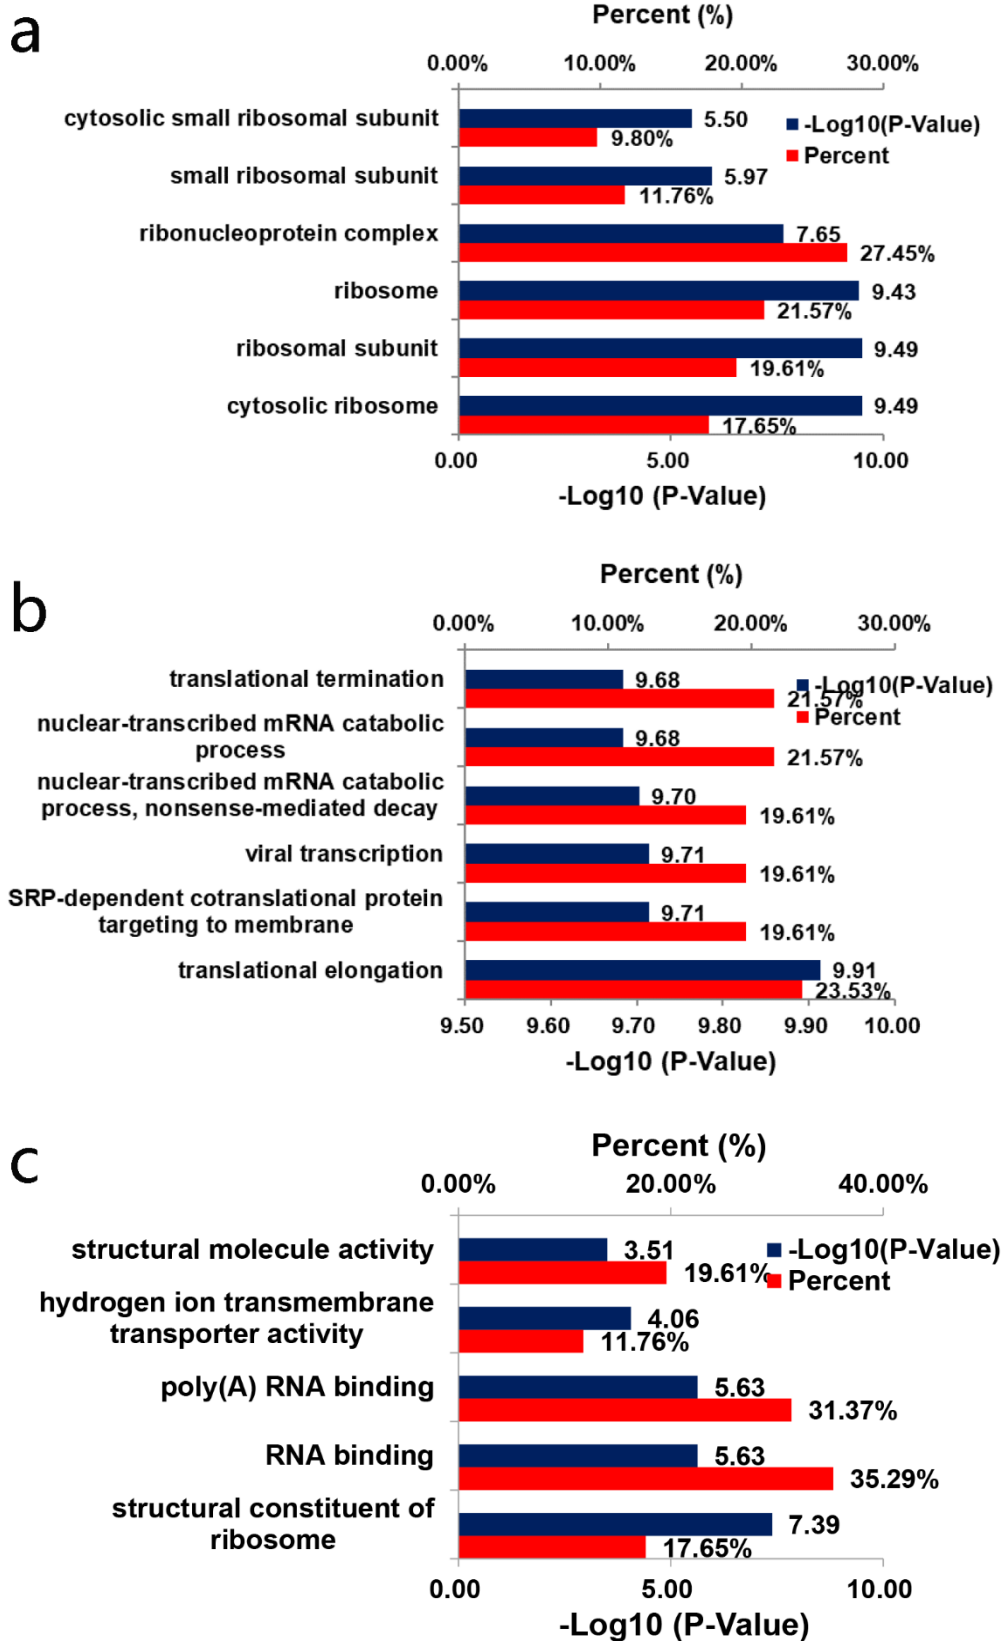 a
Percent (%)
0.00% 10.00% 20.00% 30.00%
cytosolic small ribosomal subunit 5.50
9.80%
-Log10(P-Value)
Percent
small ribosomal subunit 5.97
11.76%
ribonucleoprotein complex 7.65
27.45%
ribosome 9.43
21.57%
ribosomal subunit 9.49
19.61%
cytosolic ribosome 9.49
17.65%
0.00 5.00 10.00
-Log10 (P-Value)
b
Percent (%)
0.00% 10.00% 20.00% 30.00%
translational termination 9.68
21.57%
-Log10(P-Value)
Percent
nuclear-transcribed mRNA catabolic
process
9.68
21.57%
nuclear-transcribed mRNA catabolic
process, nonsense-mediated decay
9.70
19.61%
viral transcription 9.71
19.61%
SRP-dependent cotranslational protein
targeting to membrane
9.71
19.61%
translational elongation 9.91
23.53%
9.50 9.60 9.70 9.80 9.90 10.00
-Log10 (P-Value)
c
Percent (%)
0.00% 20.00% 40.00%
structural molecule activity 3.51
19.61%
-Log10(P-Value)
Percent
hydrogen ion transmembrane
transporter activity
4.06
11.76%
poly(A) RNA binding 5.63
31.37%
RNA binding 5.63
35.29%
structural constituent of
ribosome
7.39
17.65%
0.00 5.00 10.00
-Log10 (P-Value)